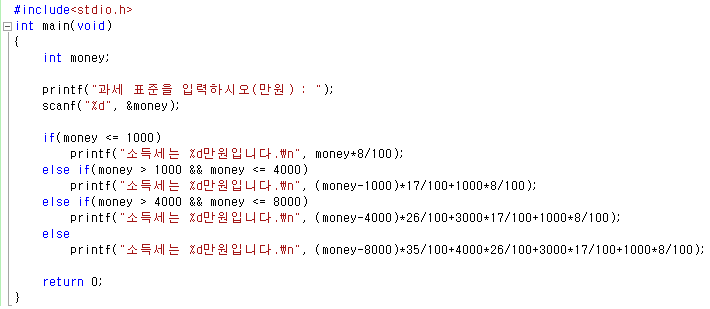 #include<stdio.h>
int main(void)
{
int money;
printf("과세 표준을 입력하시오(만원) : ");
scanf("%d", &money);
if(money <= 1000)
printf("소득세는 %d만원입니다.₩n", money*8/100);
else if(money > 1000 && money <= 4000)
printf("소득세는 %d만원입니다.₩n", (money-1000)*17/100+1000*8/100);
else if(money > 4000 && money <= 8000)
printf("소득세는 %d만원입니다.₩n", (money-4000)*26/100+3000*17/100+1000*8/100);
else
printf("소득세는 %d만원입니다.₩n", (money-8000)*35/100+4000*26/100+3000*17/100+1000*8/100);
return 0;
}